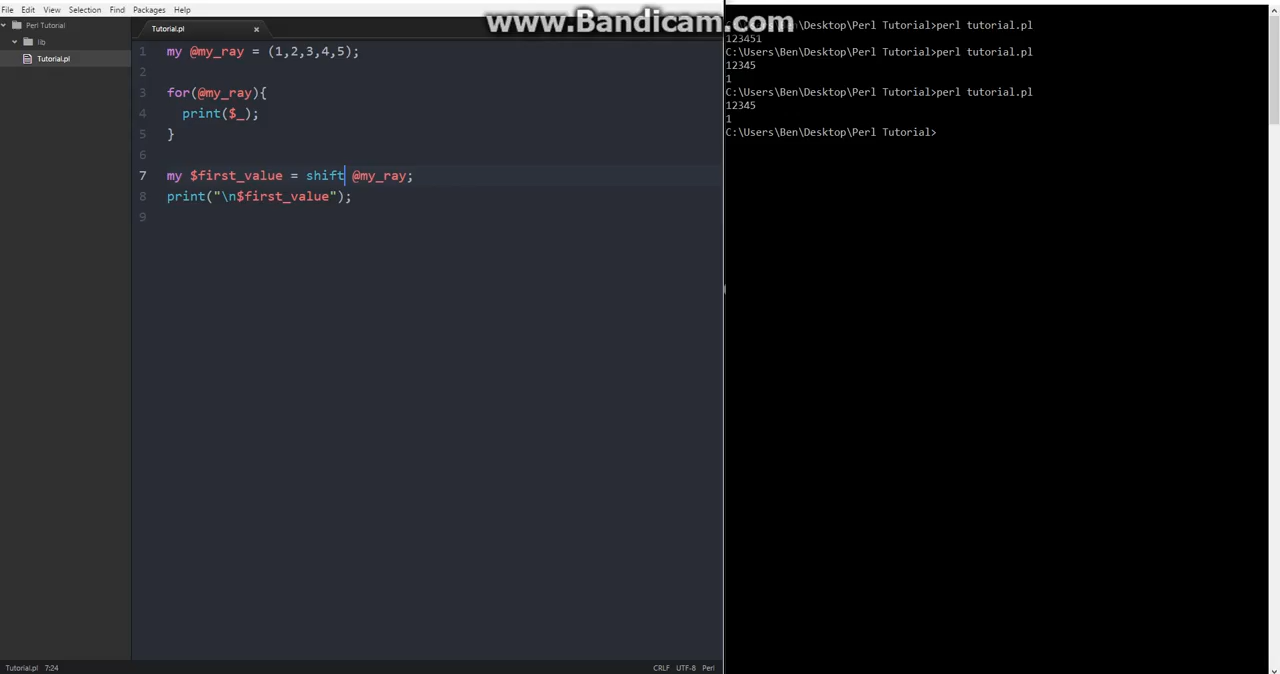 www.Bandicam.com
File Edit View Selection Find Packages Help
Perl Tutorial
lib
Tutorial.pl
Tutorial.pl
1 my @my_ray = (1,2,3,4,5);
2
3 for(@my_ray){
4 print($_);
5 }
6
7 my $first_value = shift @my_ray;
8 print("\n$first_value");
9
Tutorial.pl 7:24
CRLF UTF-8 Perl
C:\Users\Ben\Desktop\Perl Tutorial>perl tutorial.pl
123451
C:\Users\Ben\Desktop\Perl Tutorial>perl tutorial.pl
12345
1
C:\Users\Ben\Desktop\Perl Tutorial>perl tutorial.pl
12345
1
C:\Users\Ben\Desktop\Perl Tutorial>